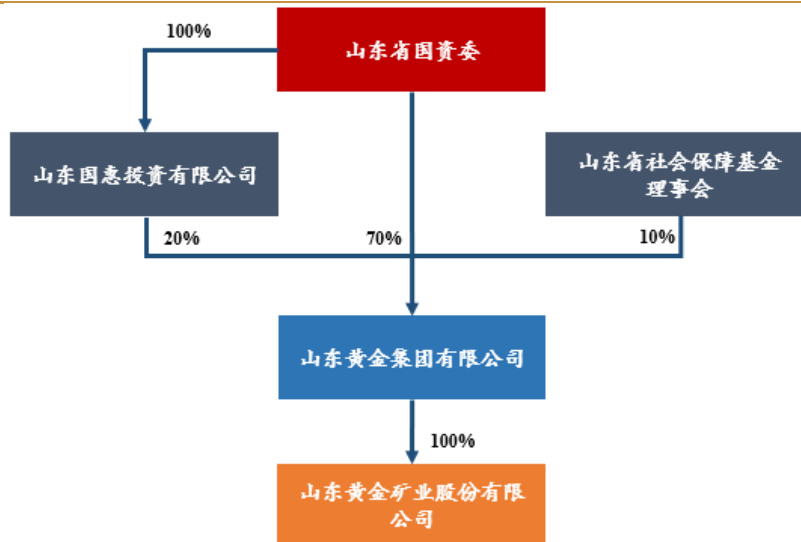 100%
山东省国资委
山东国惠投资有限公司
山东省社会保障基金
理事会
20%
70%
10%
山东黄金集团有限公司
100%
山东黄金矿业股份有限
公司